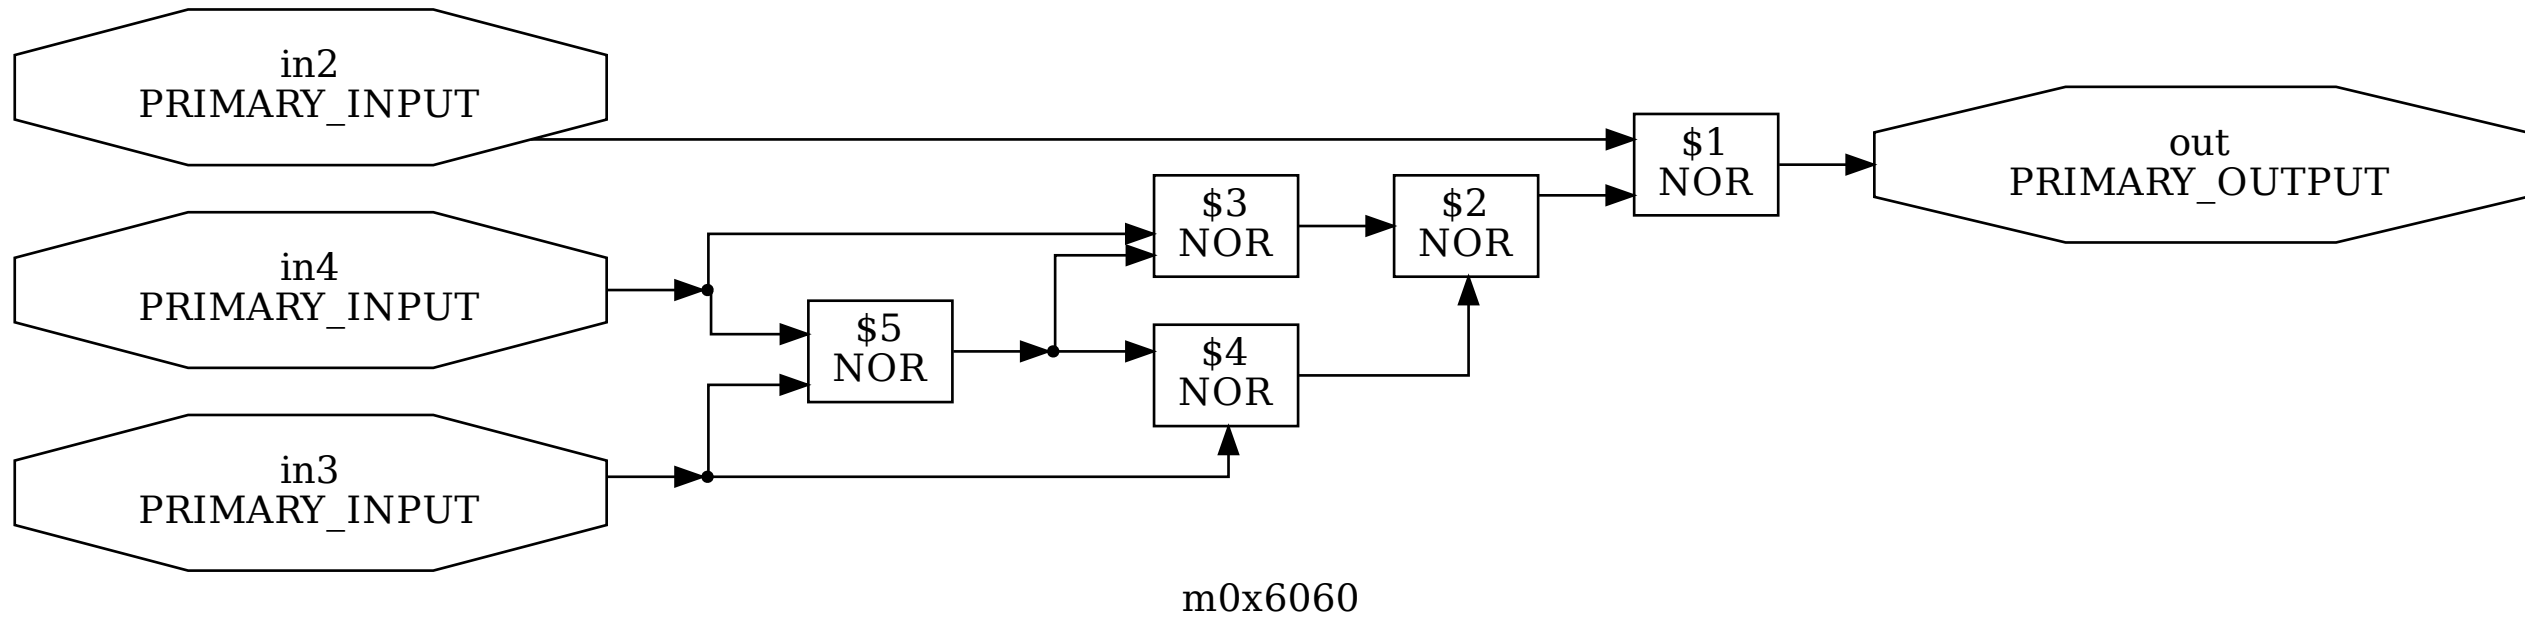 in2
PRIMARY_INPUT
in4
PRIMARY_INPUT
in3
PRIMARY_INPUT
$5
NOR
$3
NOR
$4
NOR
$2
NOR
$1
NOR
out
PRIMARY_OUTPUT
m0x6060